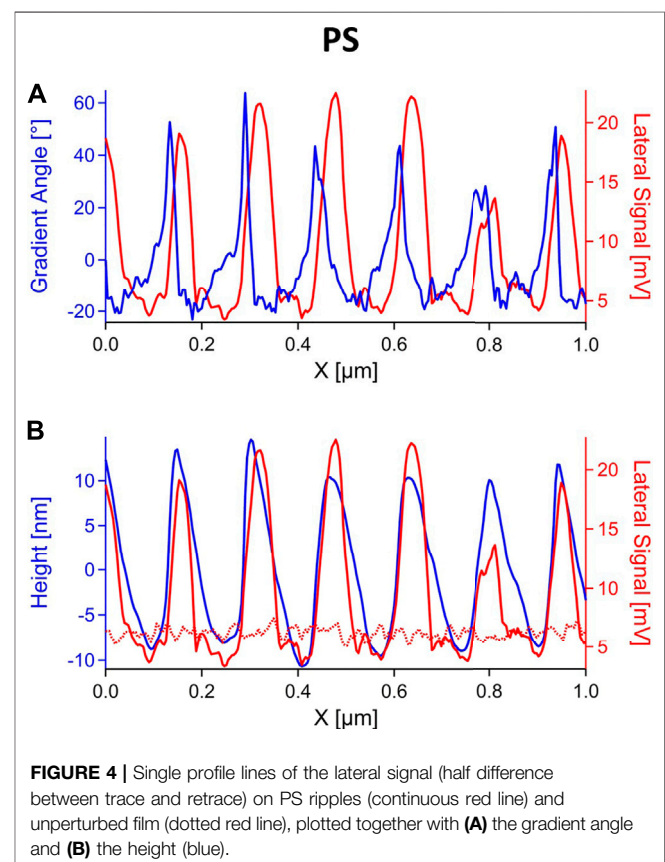 PS
A
Gradient Angle [°]
60
40
20
0
-20
Lateral Signal [mV]
20
15
10
5
0.0 0.2 0.4 0.6 0.8 1.0
X [µm]
B
Height [nm]
10
5
0
-5
-10
Lateral Signal [mV]
20
15
10
5
0.0 0.2 0.4 0.6 0.8 1.0
X [µm]
FIGURE 4 | Single profile lines of the lateral signal (half difference
between trace and retrace) on PS ripples (continuous red line) and
unperturbed film (dotted red line), plotted together with (A) the gradient angle
and (B) the height (blue).